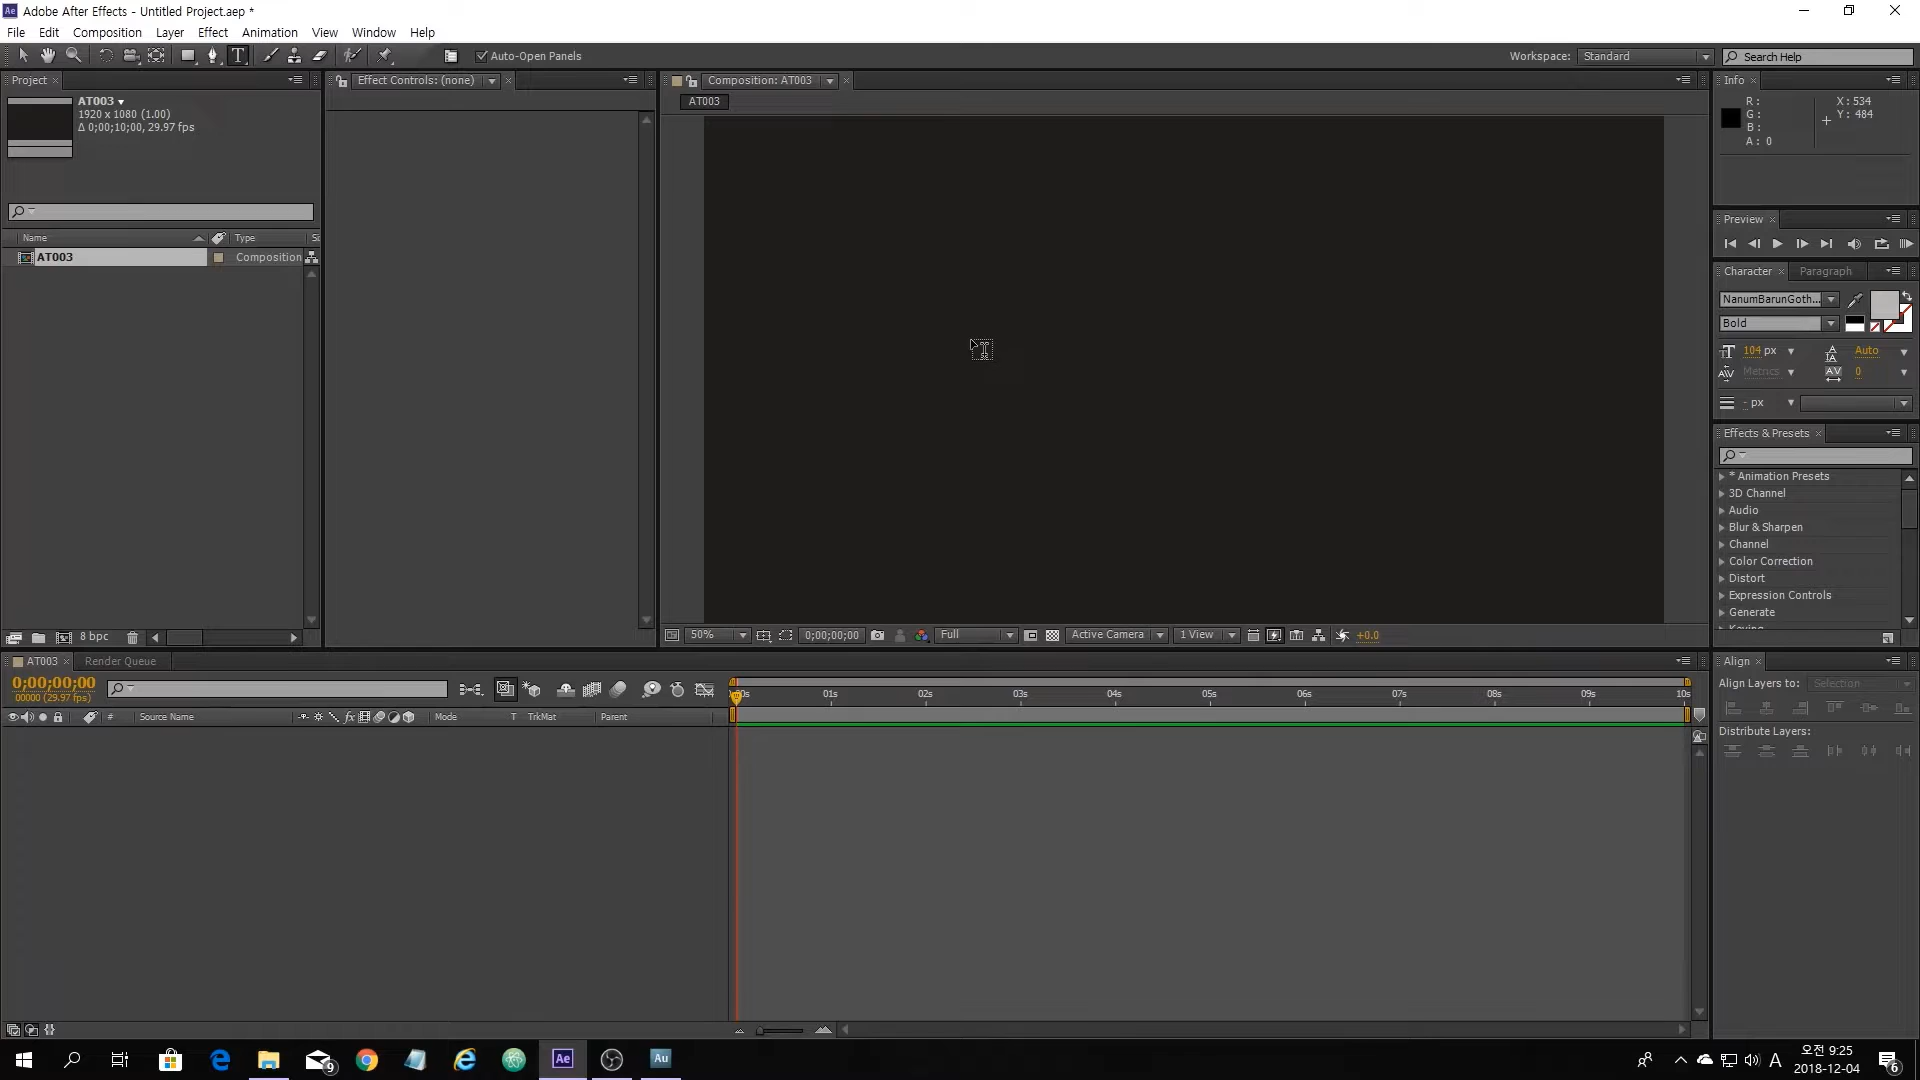 Ae Adobe After Effects - Untitled Project.aep *
File Edit Composition Layer Effect Animation View Window Help
T Auto-Open Panels Workspace: Standard Search Help
Project
AT003
1920 x 1080 (1.00)
Δ 0;00;10;00, 29.97 fps
Name Type
AT003 Composition
8 bpc
Effect Controls: (none)
Composition: AT003
AT003
50% 0;00;00;00 Full Active Camera 1 View +0.0
Info
R :
G :
B :
A : 0
X : 534
Y : 484
Preview
Character Paragraph
NanumBarunGoth...
Bold
104 px Auto
Metrics 0
- px
Effects & Presets
* Animation Presets
3D Channel
Audio
Blur & Sharpen
Channel
Color Correction
Distort
Expression Controls
Generate
Align
Align Layers to: Selection
Distribute Layers:
AT003 Render Queue
0;00;00;00
00000 (29.97 fps)
# Source Name fx Mode T TrkMat Parent
01s 02s 03s 04s 05s 06s 07s 08s 09s 10s
9 Ae Au A 오전 9:25
2018-12-04 6